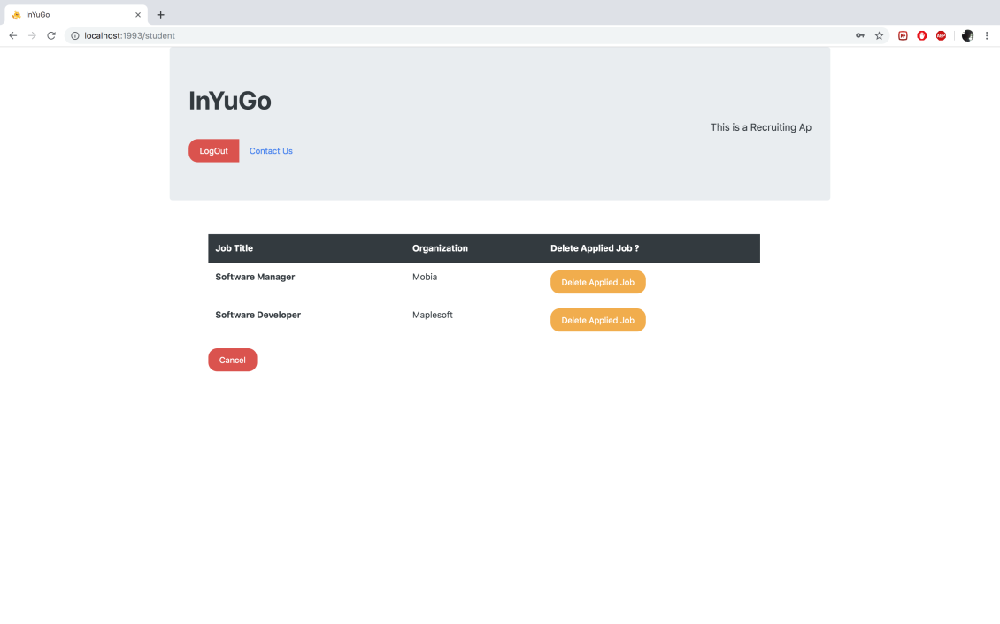 InYuGo
localhost:1993/student
ABP
InYuGo
This is a Recruiting Ap
LogOut Contact Us
Job Title Organization Delete Applied Job ?
Software Manager Mobia Delete Applied Job
Software Developer Maplesoft Delete Applied Job
Cancel